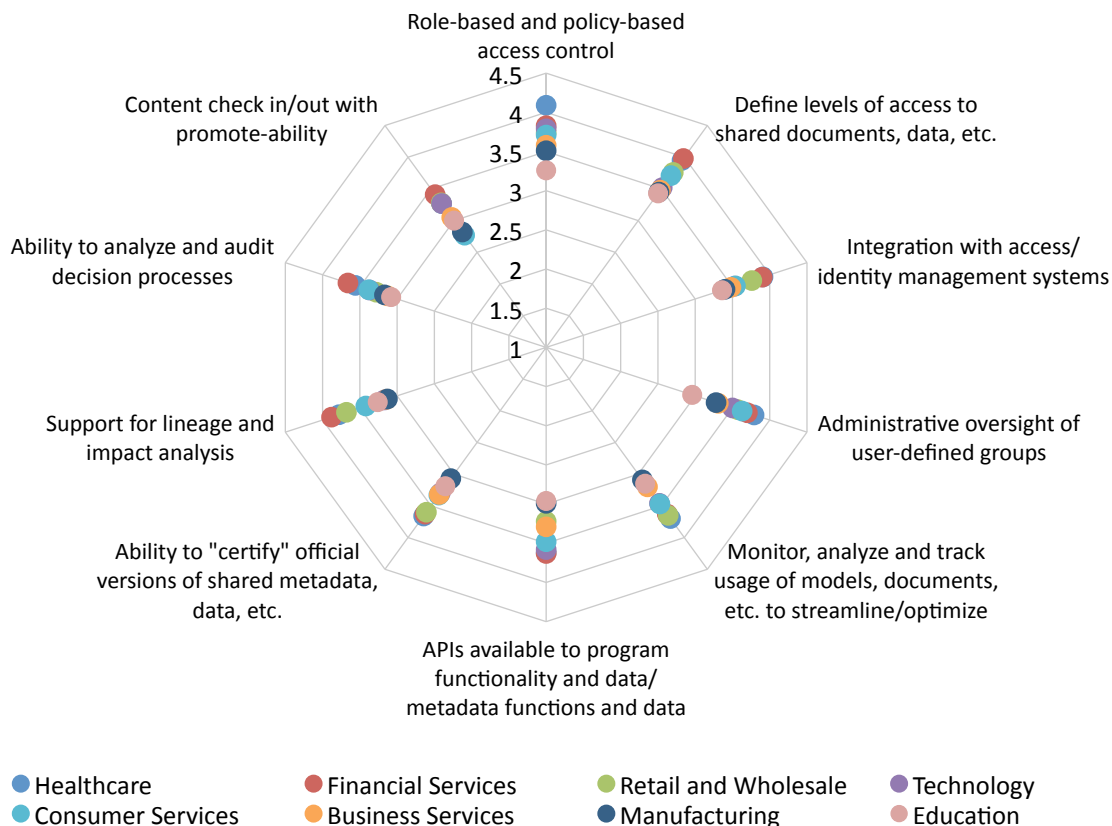 Role-based and policy-based
access control
Define levels of access to
shared documents, data, etc.
Integration with access/
identity management systems
Administrative oversight of
user-defined groups
Monitor, analyze and track
usage of models, documents,
etc. to streamline/optimize
APIs available to program
functionality and data/
metadata functions and data
Ability to "certify" official
versions of shared metadata,
data, etc.
Support for lineage and
impact analysis
Ability to analyze and audit
decision processes
Content check in/out with
promote-ability
4.5
4
3.5
3
2.5
2
1.5
1
Healthcare
Financial Services
Retail and Wholesale
Technology
Consumer Services
Business Services
Manufacturing
Education